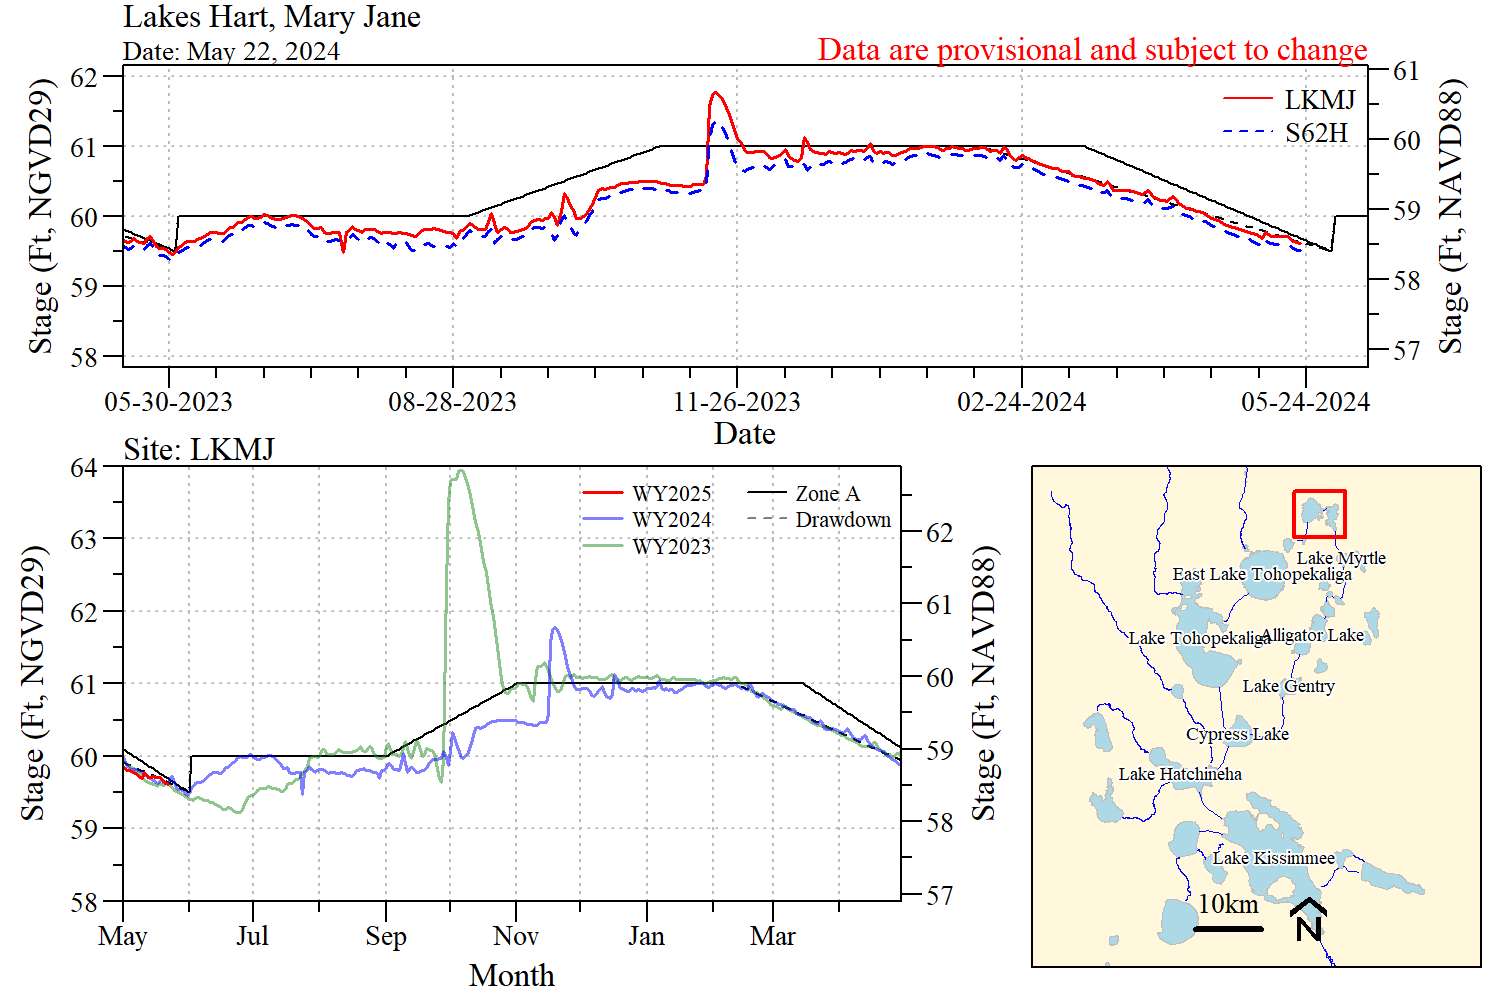 Lakes Hart, Mary Jane
Date: May 22, 2024
Data are provisional and subject to change
Stage (Ft, NGVD29)
62
61
60
59
58
LKMJ
S62H
61
60
59
58
57
Stage (Ft, NAVD88)
05-30-2023 08-28-2023 11-26-2023 02-24-2024 05-24-2024
Date
Site: LKMJ
Stage (Ft, NGVD29)
64
63
62
61
60
59
58
WY2025
WY2024
WY2023
Zone A
Drawdown
62
61
60
59
58
57
Stage (Ft, NAVD88)
May Jul Sep Nov Jan Mar
Month
Lake Myrtle
East Lake Tohopekaliga
Lake Tohopekaliga
Alligator Lake
Lake Gentry
Cypress Lake
Lake Hatchineha
Lake Kissimmee
10km
N